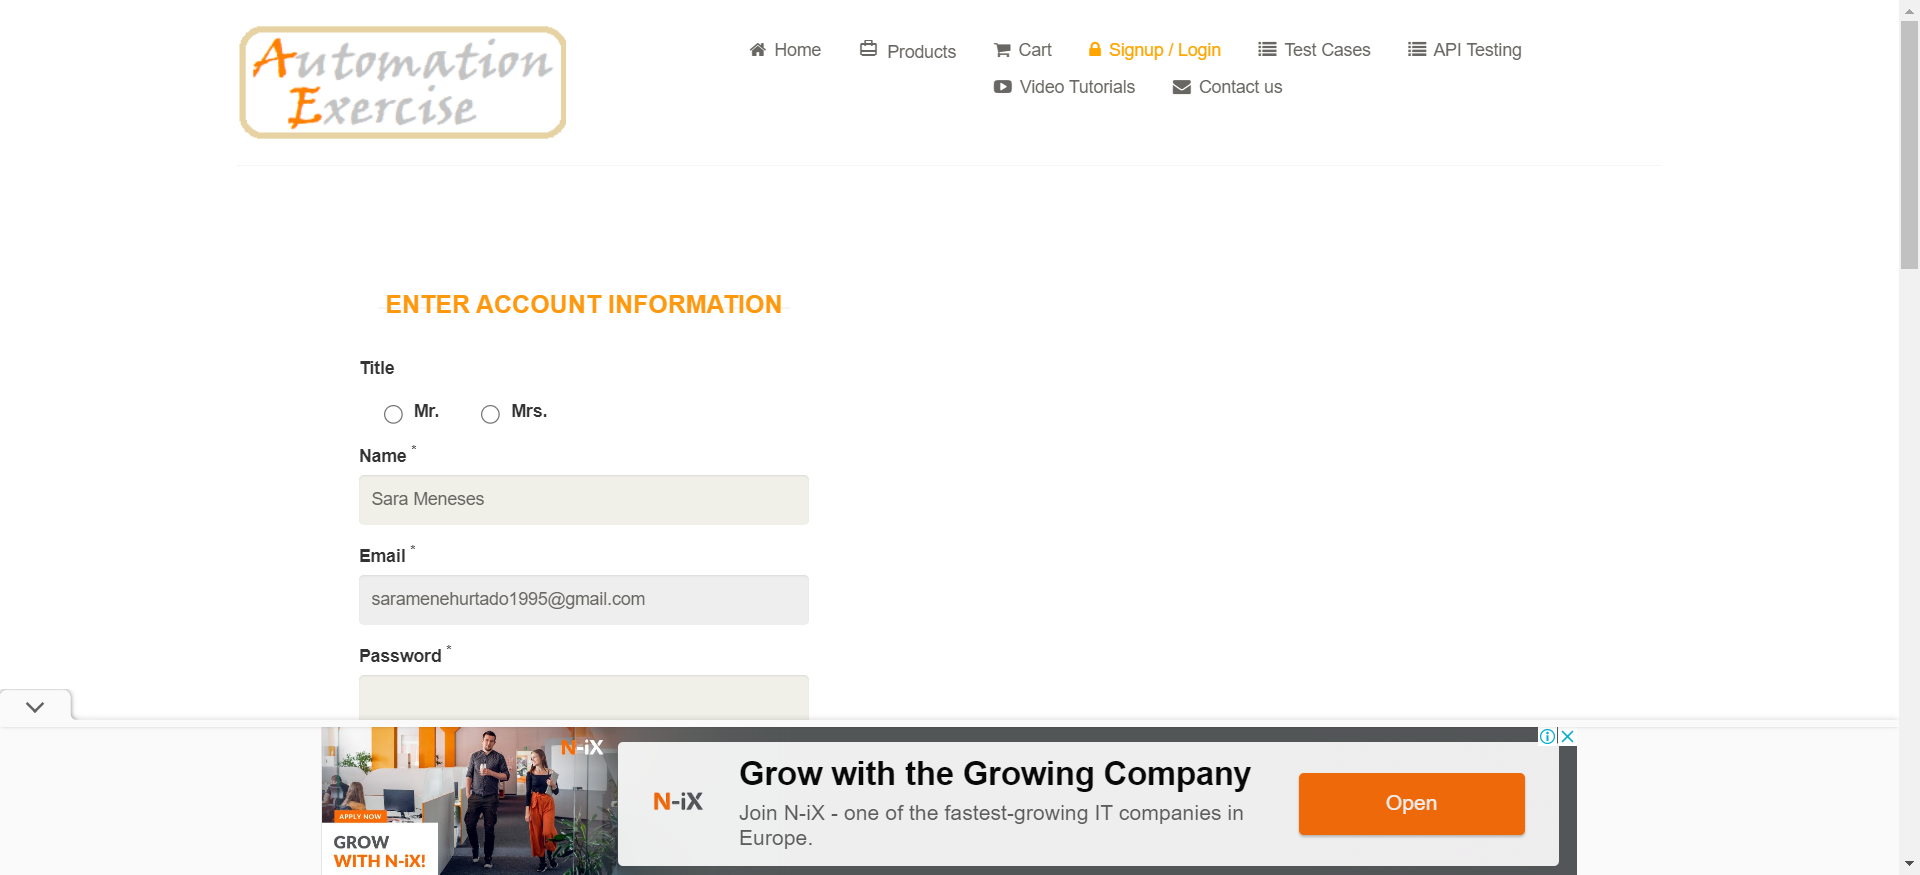 Automation
Exercise
Home
Products
Cart
Signup / Login
Test Cases
API Testing
Video Tutorials
Contact us
ENTER ACCOUNT INFORMATION
Title
Mr.
Mrs.
Name *
Sara Meneses
Email *
saramenehurtado1995@gmail.com
Password *
N-iX
APPLY NOW
GROW
WITH N-iX!
N-iX
Grow with the Growing Company
Join N-iX - one of the fastest-growing IT companies in
Europe.
Open